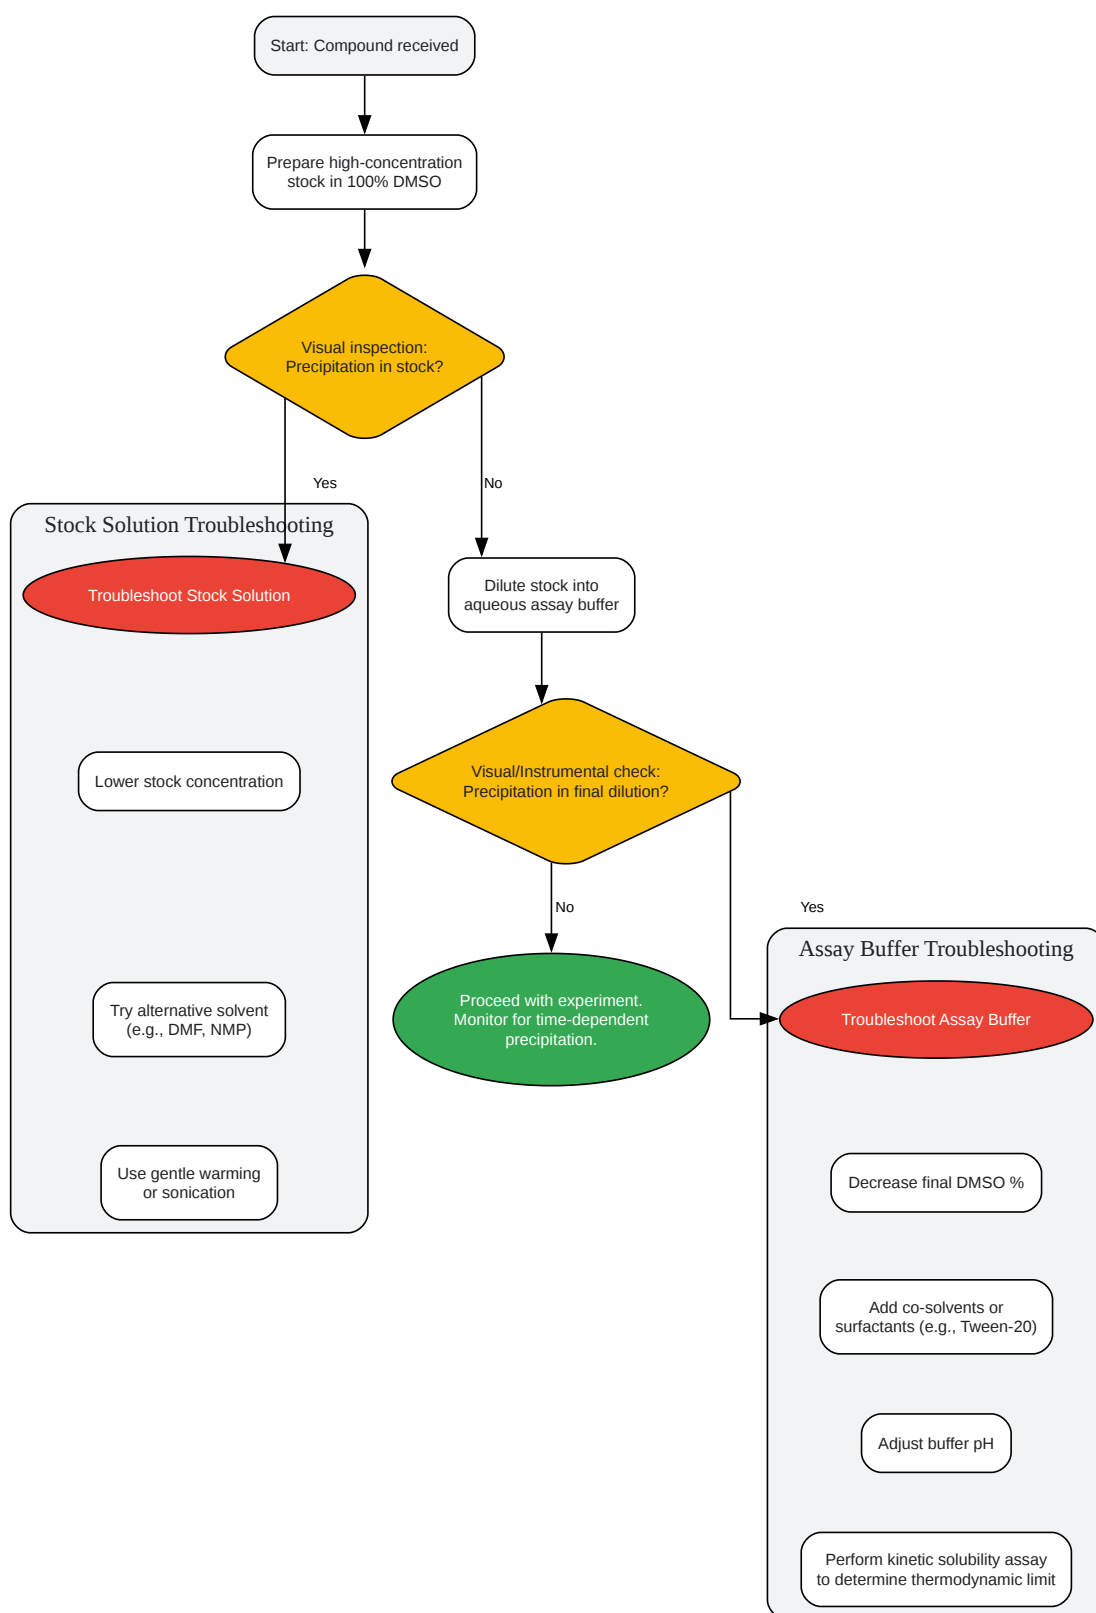 Start: Compound received
Prepare high-concentration
stock in 100% DMSO
Visual inspection:
Precipitation in stock?
Yes
No
Stock Solution Troubleshooting
Troubleshoot Stock Solution
Lower stock concentration
Try alternative solvent
(e.g., DMF, NMP)
Use gentle warming
or sonication
Dilute stock into
aqueous assay buffer
Visual/Instrumental check:
Precipitation in final dilution?
No
Yes
Proceed with experiment.
Monitor for time-dependent
precipitation.
Assay Buffer Troubleshooting
Troubleshoot Assay Buffer
Decrease final DMSO %
Add co-solvents or
surfactants (e.g., Tween-20)
Adjust buffer pH
Perform kinetic solubility assay
to determine thermodynamic limit